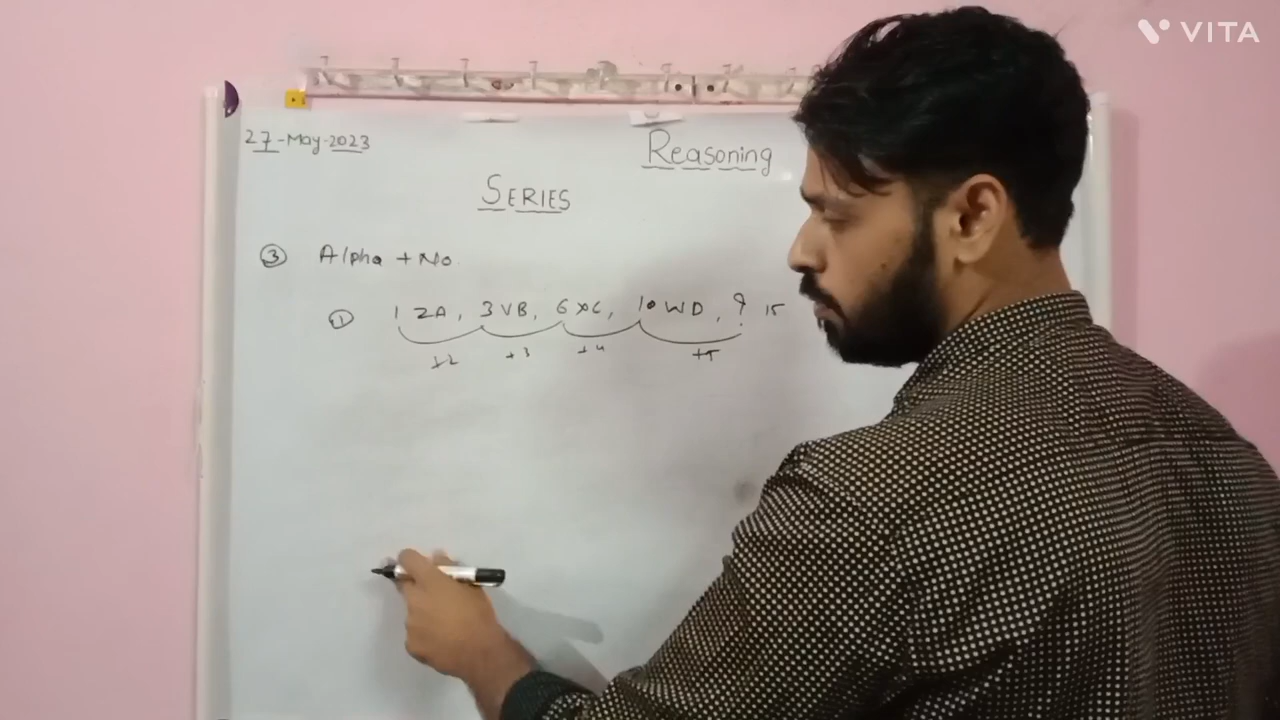 VITA
27-May-2023
Reasoning
SERIES
③ Alpha + No.
① 1 ZA, 3 VB, 6 XC, 10 WD, ? 15
+2 +3 +4 +5